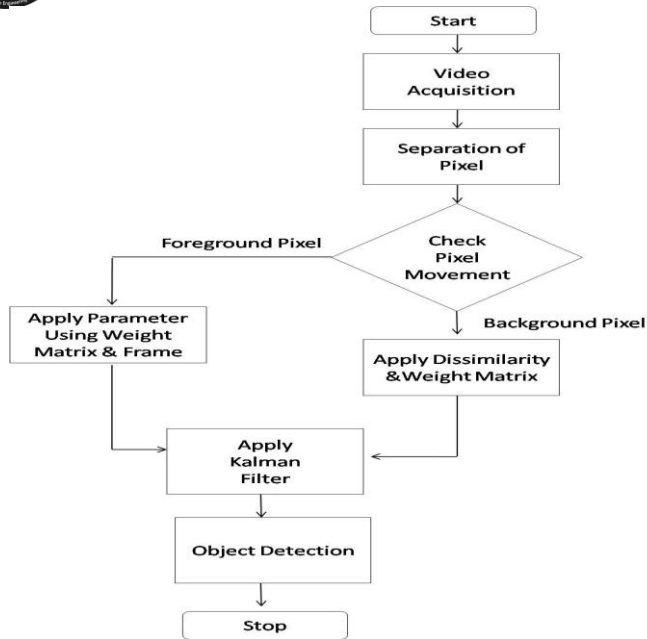 Engineering
Start
Video
Acquisition
Separation of
Pixel
Foreground Pixel
Check
Pixel
Movement
Apply Parameter
Using Weight
Matrix & Frame
Background Pixel
Apply Dissimilarity
&Weight Matrix
Apply
Kalman
Filter
Object Detection
Stop